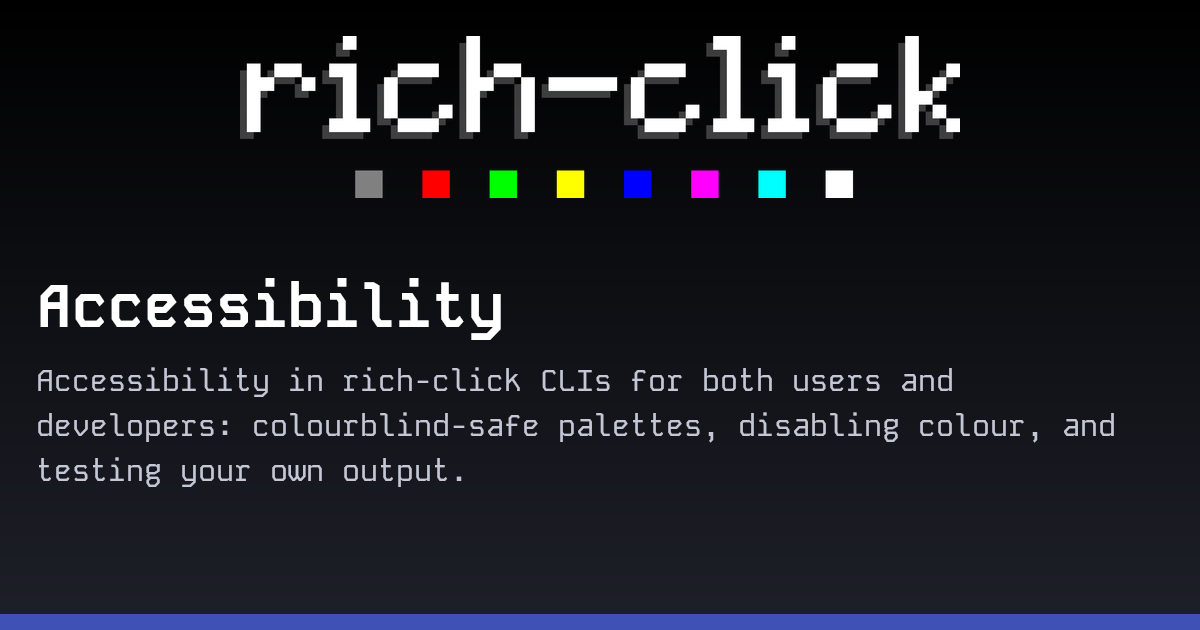 rich-click
Accessibility
Accessibility in rich-click CLIs for both users and
developers: colourblind-safe palettes, disabling colour, and
testing your own output.